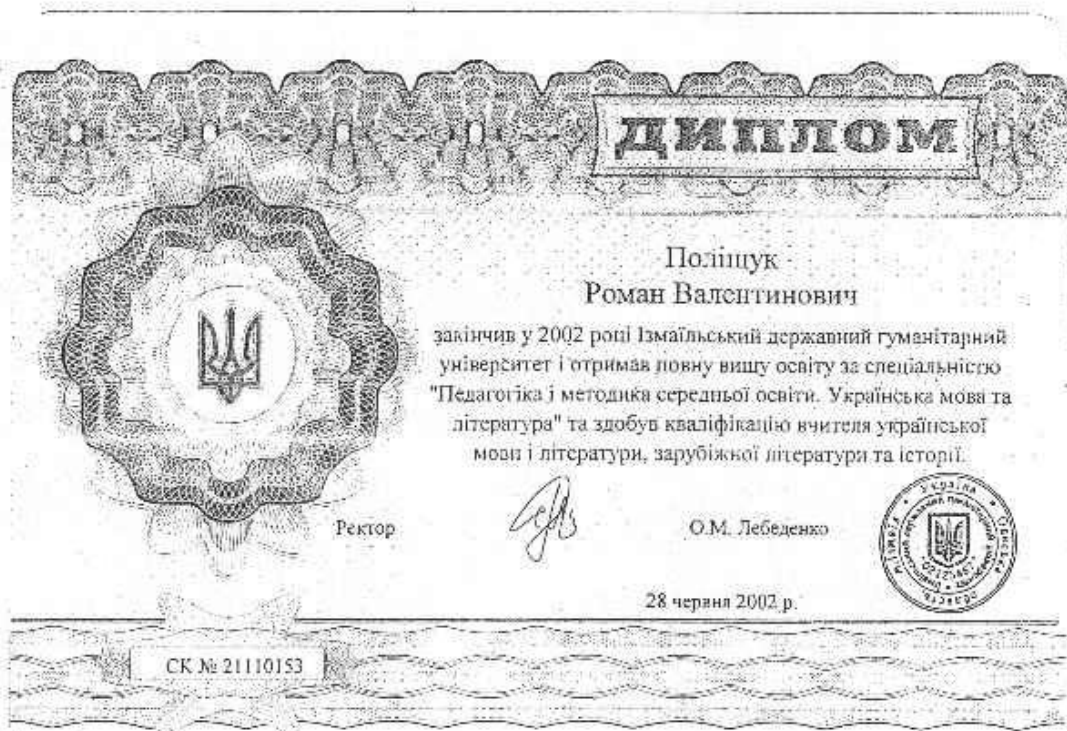 ДИПЛОМ
Поліщук
Роман Валентинович
закінчив у 2002 році Ізмаїльський державний гуманітарний
університет і отримав повну вищу освіту за спеціальністю
"Педагогіка і методика середньої освіти. Українська мова та
література" та здобув кваліфікацію вчителя української
мови і літератури, зарубіжної літератури та історії.
Ректор
О.М. Лебеденко
Україна
28 червня 2002 р.
СК № 21110153